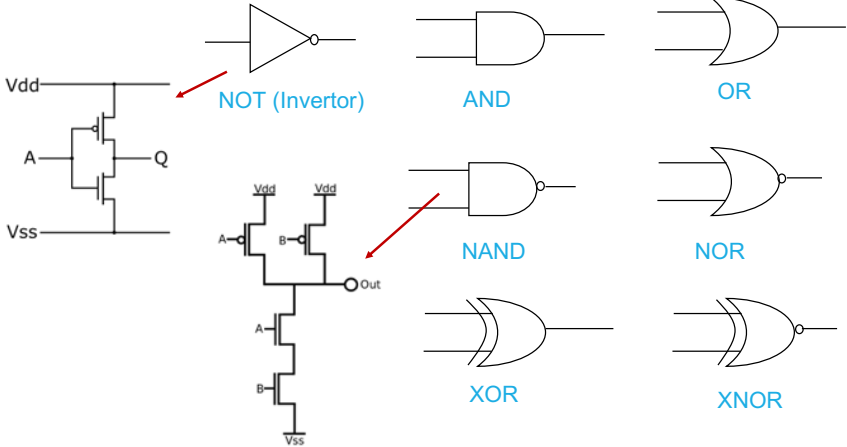 Vdd
NOT (Invertor)
AND
OR
A
Q
Vss
Vdd
Vdd
A
B
Out
A
B
Vss
NAND
NOR
XOR
XNOR